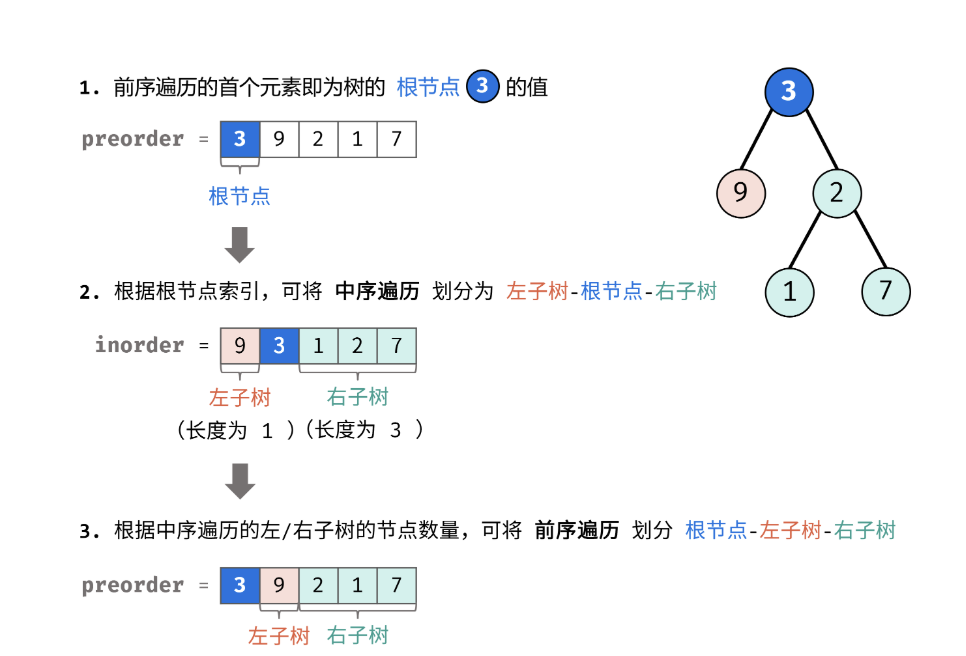 1. 前序遍历的首个元素即为树的 根节点 3 的值
preorder = 3 9 2 1 7
根节点
3
9 2
1 7
2. 根据根节点索引，可将 中序遍历 划分为 左子树-根节点-右子树
inorder = 9 3 1 2 7
左子树 右子树
（长度为 1 ）（长度为 3 ）
3. 根据中序遍历的左/右子树的节点数量，可将 前序遍历 划分 根节点-左子树-右子树
preorder = 3 9 2 1 7
左子树 右子树